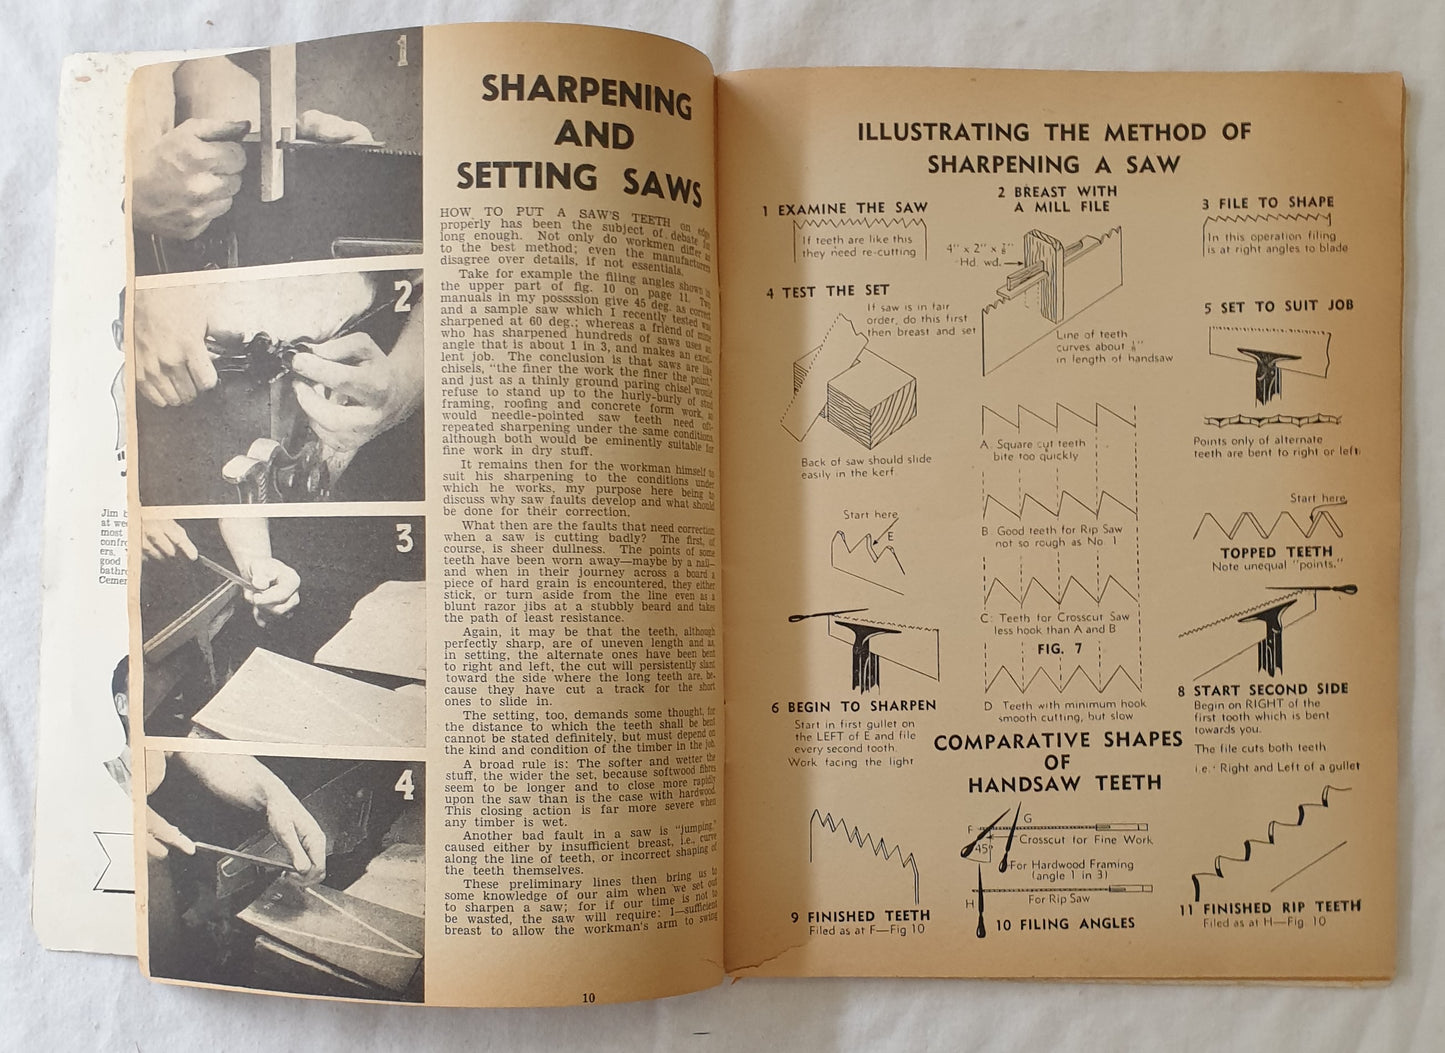 1
2
3
4
Jim b
at wee
most
confro
ers.
good
bathro
Cemen
SHARPENING
AND
SETTING SAWS
HOW TO PUT A SAW'S TEETH on edge
properly has been the subject of debate for
long enough. Not only do workmen differ as
to the best method; even the manufacturers
disagree over details, if not essentials.
Take for example the filing angles shown in
the upper part of fig. 10 on page 11. Two
manuals in my posssssion give 45 deg. as correct
and a sample saw which I recently tested was
sharpened at 60 deg.; whereas a friend of mine
who has sharpened hundreds of saws uses an
angle that is about 1 in 3, and makes an excel-
lent job. The conclusion is that saws are like
chisels, "the finer the work the finer the point,"
and just as a thinly ground paring chisel would
refuse to stand up to the hurly-burly of stud
framing, roofing and concrete form work, so
would needle-pointed saw teeth need oft-
repeated sharpening under the same conditions,
although both would be eminently suitable for
fine work in dry stuff.
It remains then for the workman himself to
suit his sharpening to the conditions under
which he works, my purpose here being to
discuss why saw faults develop and what should
be done for their correction.
What then are the faults that need correction
when a saw is cutting badly? The first, of
course, is sheer dullness. The points of some
teeth have been worn away—maybe by a nail—
and when in their journey across a board a
piece of hard grain is encountered, they either
stick, or turn aside from the line even as a
blunt razor jibs at a stubbly beard and takes
the path of least resistance.
Again, it may be that the teeth, although
perfectly sharp, are of uneven length and as,
in setting, the alternate ones have been bent
to right and left, the cut will persistently slant
toward the side where the long teeth are, be-
cause they have cut a track for the short
ones to slide in.
The setting, too, demands some thought, for
the distance to which the teeth shall be bent
cannot be stated definitely, but must depend on
the kind and condition of the timber in the job.
A broad rule is: The softer and wetter the
stuff, the wider the set, because softwood fibres
seem to be longer and to close more rapidly
upon the saw than is the case with hardwood.
This closing action is far more severe when
any timber is wet.
Another bad fault in a saw is "jumping,"
caused either by insufficient breast, i.e., curve
along the line of teeth, or incorrect shaping of
the teeth themselves.
These preliminary lines then bring us to
some knowledge of our aim when we set out
to sharpen a saw; for if our time is not to
be wasted, the saw will require: 1—sufficient
breast to allow the workman's arm to swing
10
ILLUSTRATING THE METHOD OF
SHARPENING A SAW
1 EXAMINE THE SAW
If teeth are like this
they need re-cutting
2 BREAST WITH
A MILL FILE
4" x 2" x ⅞"
Hd. wd.
Line of teeth
curves about ¼"
in length of handsaw
3 FILE TO SHAPE
In this operation filing
is at right angles to blade
4 TEST THE SET
If saw is in fair
order, do this first
then breast and set
Back of saw should slide
easily in the kerf.
5 SET TO SUIT JOB
Points only of alternate
teeth are bent to right or left
A. Square cut teeth
bite too quickly
B Good teeth for Rip Saw
not so rough as No. 1
C: Teeth for Crosscut Saw
less hook than A and B
FIG. 7
D Teeth with minimum hook
smooth cutting, but slow
COMPARATIVE SHAPES
OF
HANDSAW TEETH
Start here
E
6 BEGIN TO SHARPEN
Start in first gullet on
the LEFT of E and file
every second tooth.
Work facing the light
Start here
TOPPED TEETH
Note unequal "points."
8 START SECOND SIDE
Begin on RIGHT of the
first tooth which is bent
towards you.
The file cuts both teeth
i.e.· Right and Left of a gullet
9 FINISHED TEETH
Filed as at F—Fig 10
F
G
45º
Crosscut for Fine Work
For Hardwood Framing
(angle 1 in 3)
H
For Rip Saw
10 FILING ANGLES
11 FINISHED RIP TEETH
Filed as at H—Fig. 10